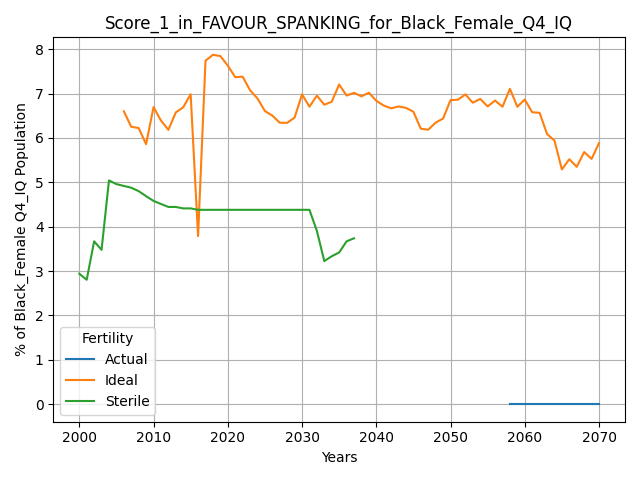 Score_1_in_FAVOUR_SPANKING_for_Black_Female_Q4_IQ
% of Black_Female Q4_IQ Population
8
7
6
5
4
3
2
1
0
Fertility
Actual
Ideal
Sterile
2000 2010 2020 2030 2040 2050 2060 2070
Years